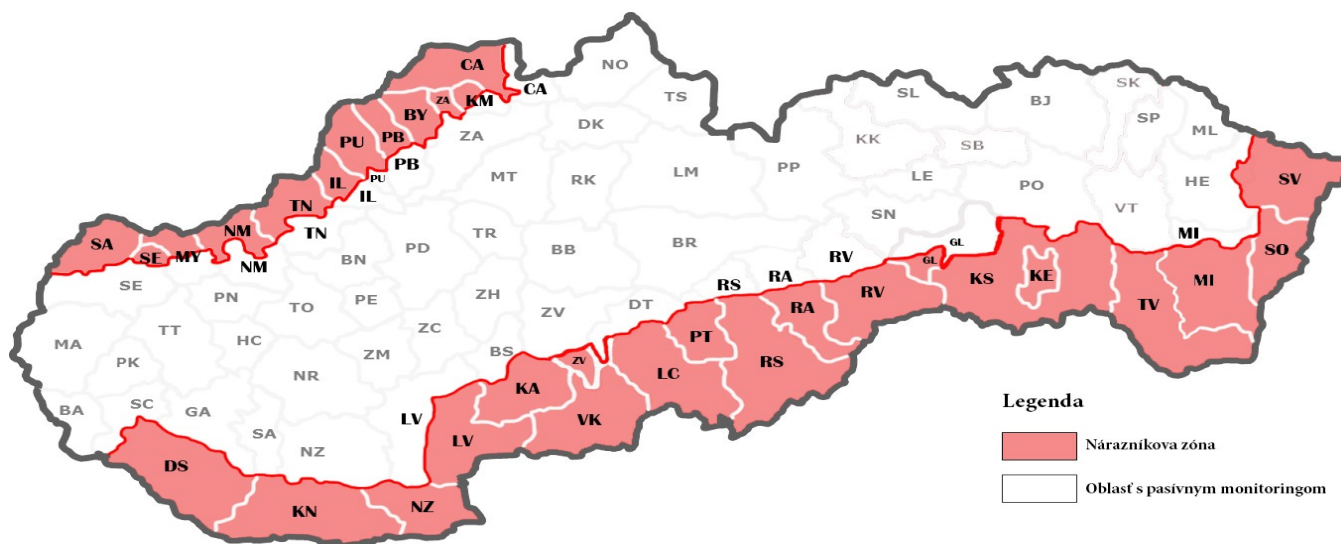 NO
CA
CA
SK
TS
SL
BJ
ZA
KM
BY
SP
DK
ML
PU
PB
ZA
KK
SB
PB
PP
LM
HE
SV
MT
RK
LE
PO
IL
PU
IL
TN
VT
SN
NM
TN
TR
MI
SA
SE
MY
NM
PD
BB
BR
GL
SO
BN
RV
GL
SE
PN
PE
ZH
RS
RA
RV
KS
KE
MI
TO
ZV
DT
RA
TV
TT
HC
ZC
PT
MA
PK
ZM
BS
ZV
RS
NR
KA
LC
BA
SC
GA
LV
VK
SA
LV
NZ
DS
KN
NZ
Legenda
Nárazníkova zóna
Oblasť s pasívnym monitoringom